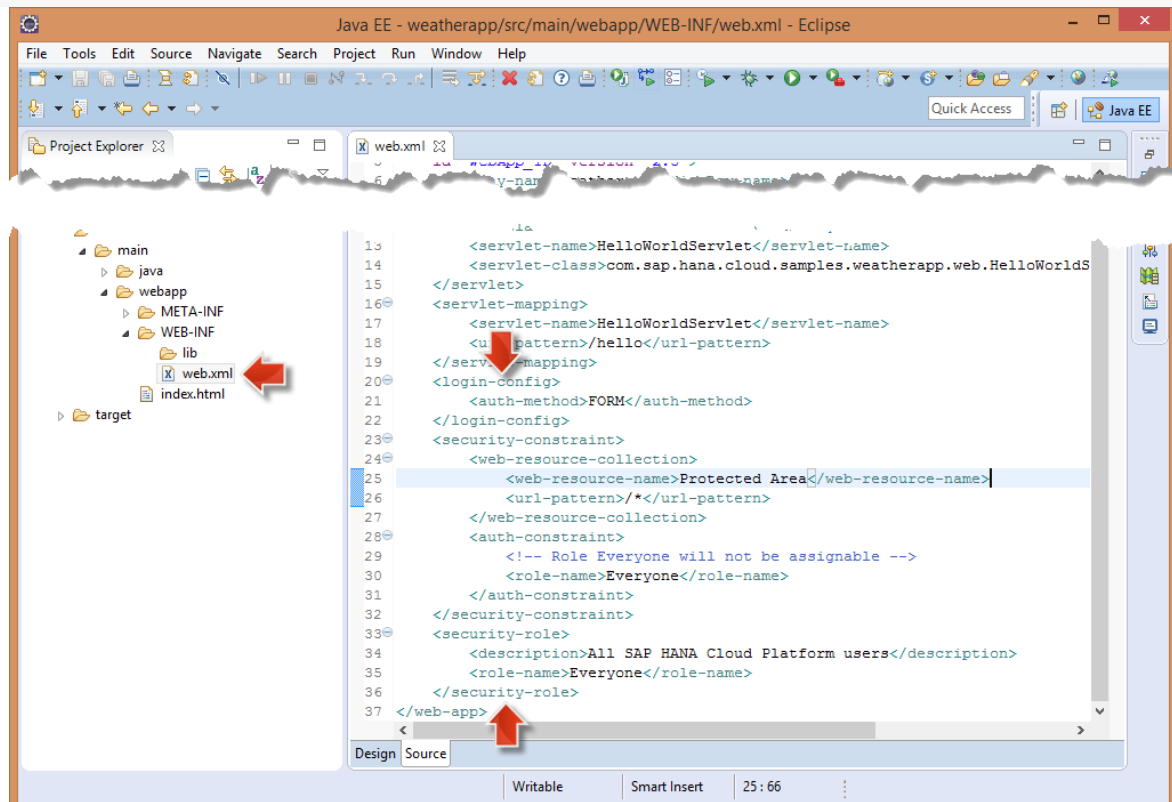 Java EE - weatherapp/src/main/webapp/WEB-INF/web.xml - Eclipse
File Tools Edit Source Navigate Search Project Run Window Help
Quick Access
Java EE
Project Explorer
web.xml
main
java
webapp
META-INF
WEB-INF
lib
web.xml
index.html
target
13 <servlet-name>HelloWorldServlet</servlet-name>
14 <servlet-class>com.sap.hana.cloud.samples.weatherapp.web.HelloWorldS
15 </servlet>
16 <servlet-mapping>
17 <servlet-name>HelloWorldServlet</servlet-name>
18 <url-pattern>/hello</url-pattern>
19 </servlet-mapping>
20 <login-config>
21 <auth-method>FORM</auth-method>
22 </login-config>
23 <security-constraint>
24 <web-resource-collection>
25 <web-resource-name>Protected Area</web-resource-name>
26 <url-pattern>/*</url-pattern>
27 </web-resource-collection>
28 <auth-constraint>
29 <!-- Role Everyone will not be assignable -->
30 <role-name>Everyone</role-name>
31 </auth-constraint>
32 </security-constraint>
33 <security-role>
34 <description>All SAP HANA Cloud Platform users</description>
35 <role-name>Everyone</role-name>
36 </security-role>
37 </web-app>
Design Source
Writable Smart Insert 25:66